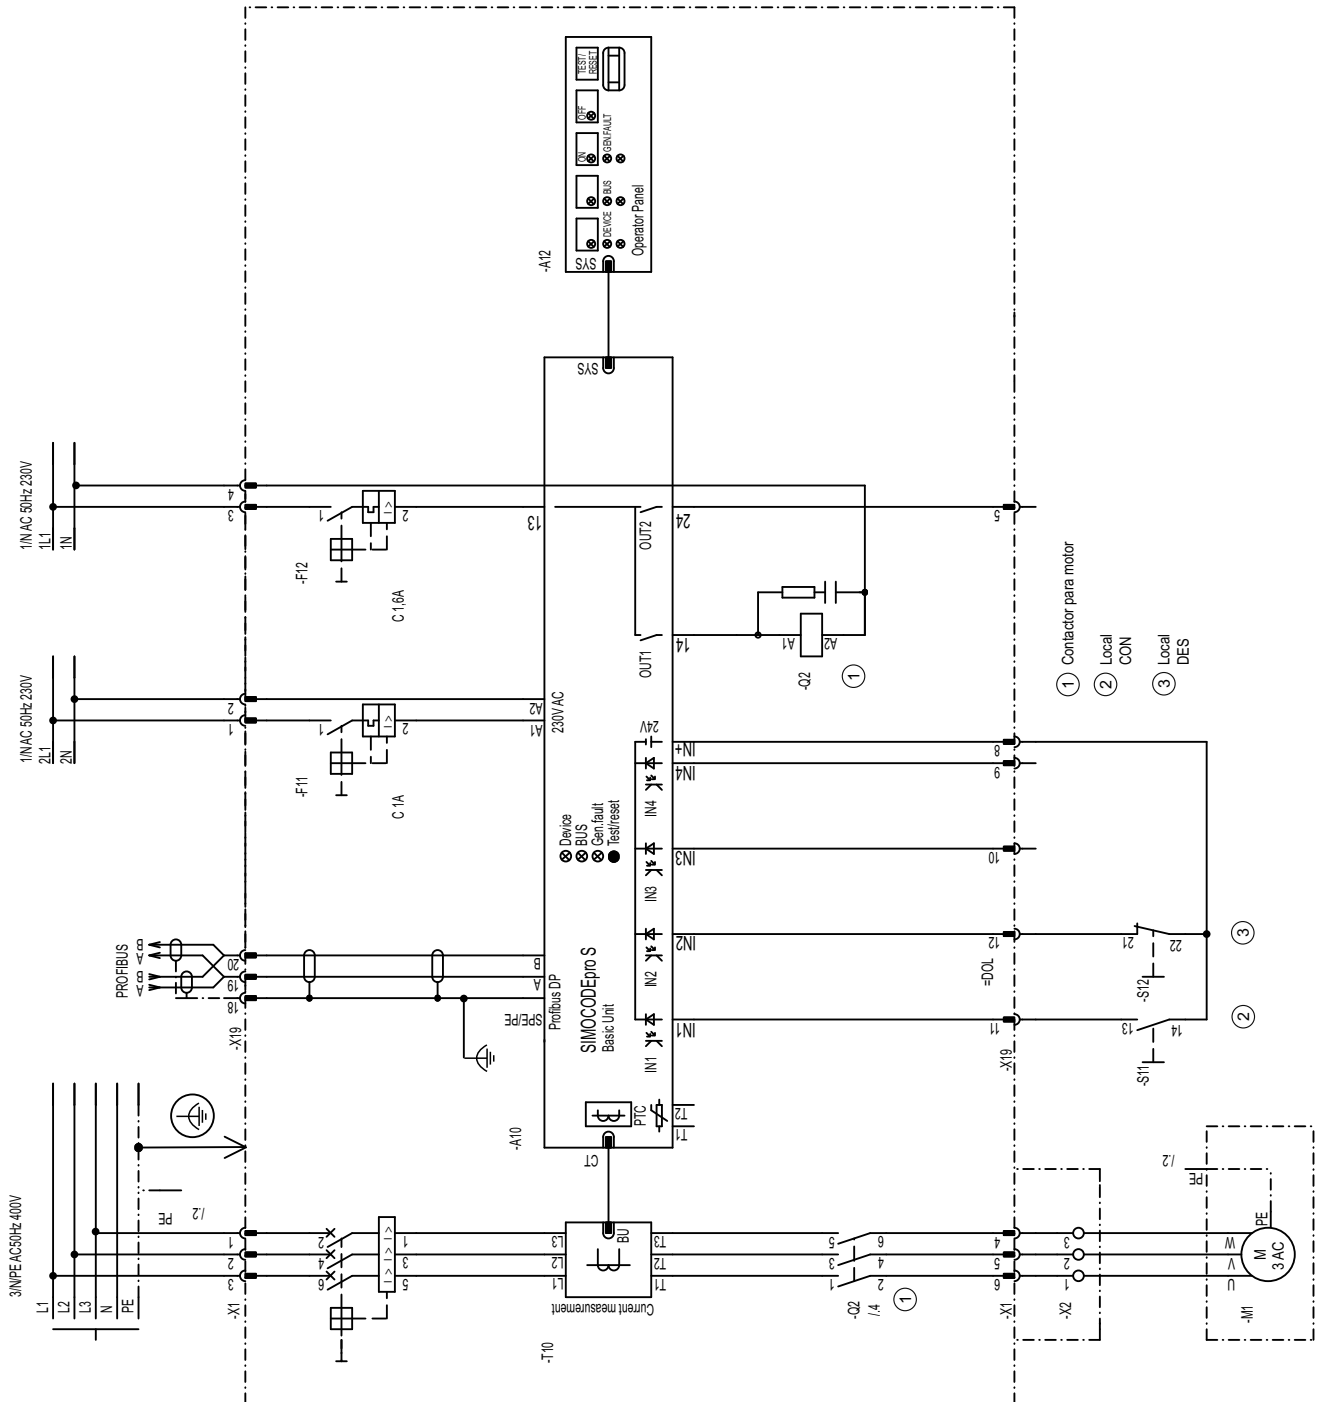 TEST/
RESET
OFF
ON
GEN.FAULT
BUS
DEVICE
Operator Panel
SYS
-A12
SYS
1/N AC 50Hz 230V
1L1
1N
4
3
1
2
-F12
C 1,6A
13
OUT2
24
5
OUT1
14
A1
A2
-Q2
1
1 Contactor para motor
2 Local
CON
3 Local
DES
1/N AC 50Hz 230V
2L1
2N
2
1
1
2
-F11
C 1A
A2
A1
230V AC
24V
IN+
IN4
IN4
8
9
Device
BUS
Gen.fault
Test/reset
IN3
IN3
10
PROFIBUS
A
B
A
B
20
19
18
-X19
B
A
SPE/PE
Profibus DP
SIMOCODEpro S
Basic Unit
IN2
IN2
12
=DOL
21
22
-S12
3
IN1
IN1
11
-X19
13
14
-S11
2
-A10
PTC
T2
T1
CT
3/N/PE AC50Hz 400V
L1
L2
L3
N
PE
PE
/.2
1
2
3
-X1
2
4
6
1
3
5
L3
L2
L1
BU
Current measurement
-T10
T3
T2
T1
5
3
1
6
4
2
-Q2
/.4
1
4
5
6
-X1
3
2
1
-X2
PE
/.2
PE
W
V
U
M
3 AC
-M1